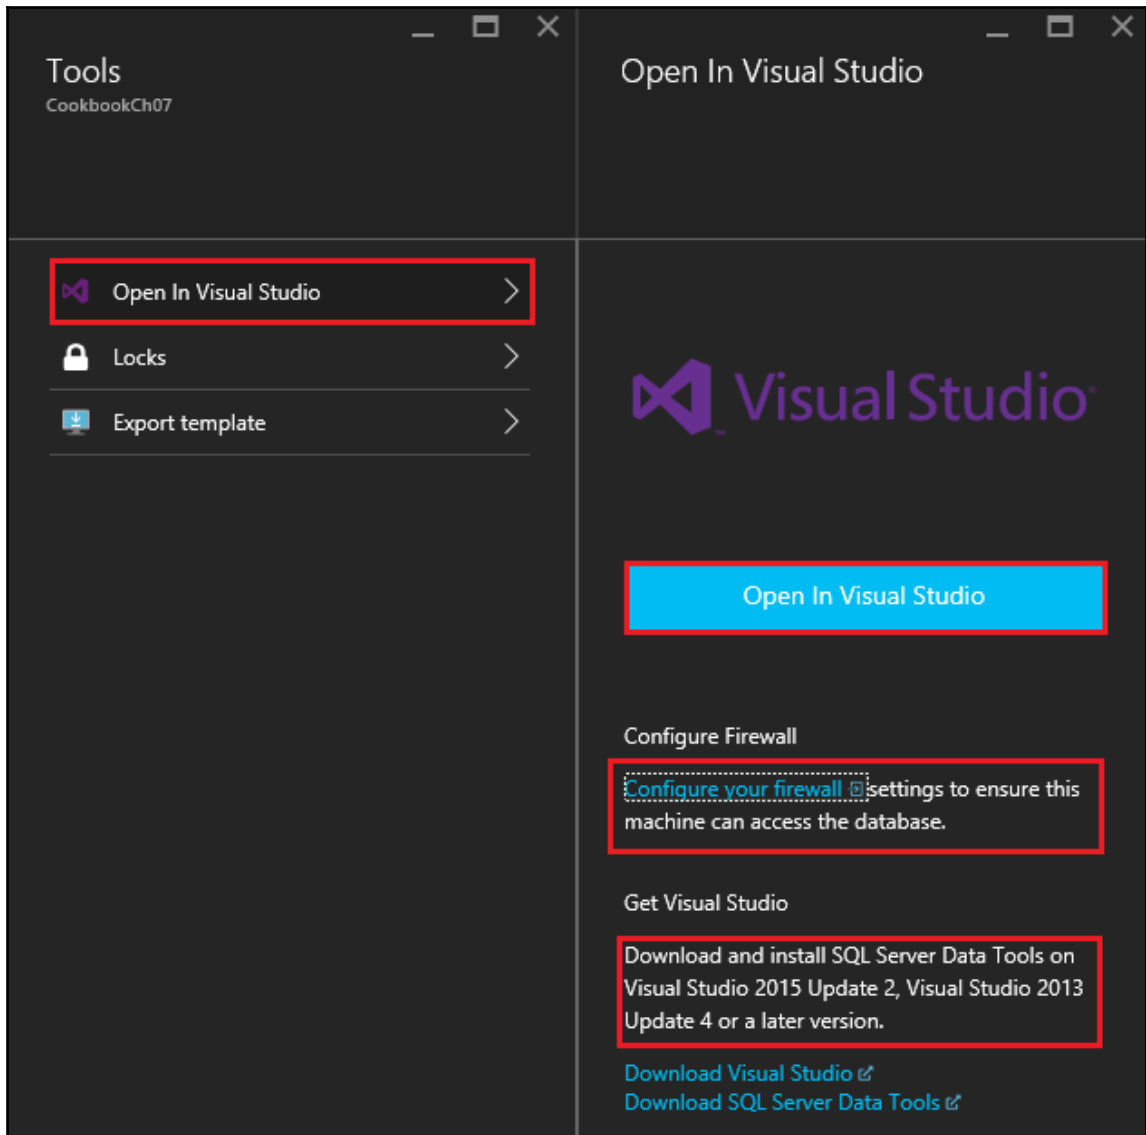 Tools
CookbookCh07
Open In Visual Studio
Locks
Export template
Open In Visual Studio
Visual Studio
Open In Visual Studio
Configure Firewall
Configure your firewall settings to ensure this
machine can access the database.
Get Visual Studio
Download and install SQL Server Data Tools on
Visual Studio 2015 Update 2, Visual Studio 2013
Update 4 or a later version.
Download Visual Studio
Download SQL Server Data Tools